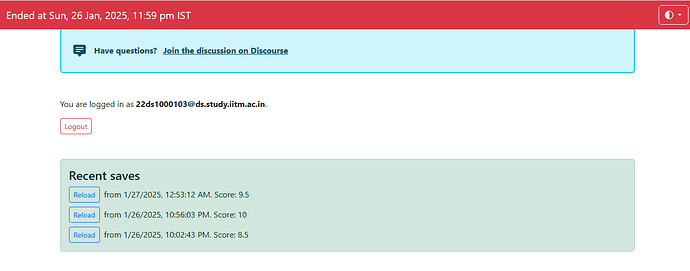 Ended at Sun, 26 Jan, 2025, 11:59 pm IST
Have questions? Join the discussion on Discourse
You are logged in as 22ds1000103@ds.study.iitm.ac.in.
Logout
Recent saves
Reload from 1/27/2025, 12:53:12 AM. Score: 9.5
Reload from 1/26/2025, 10:56:03 PM. Score: 10
Reload from 1/26/2025, 10:02:43 PM. Score: 8.5